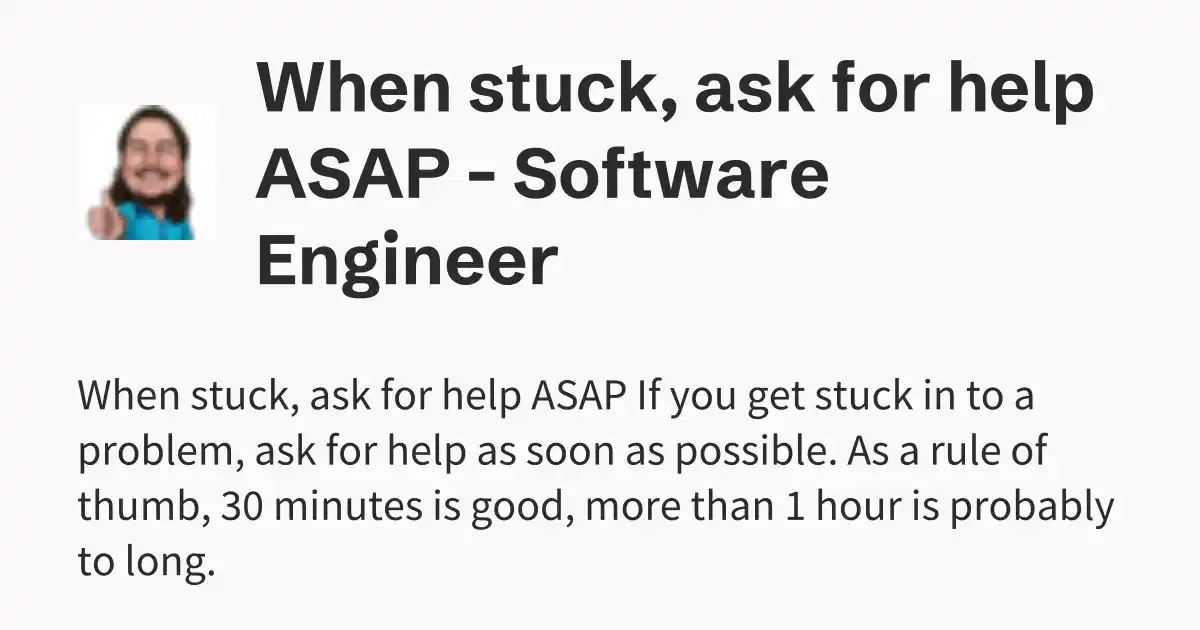 When stuck, ask for help
ASAP - Software
Engineer
When stuck, ask for help ASAP If you get stuck in to a
problem, ask for help as soon as possible. As a rule of
thumb, 30 minutes is good, more than 1 hour is probably
to long.